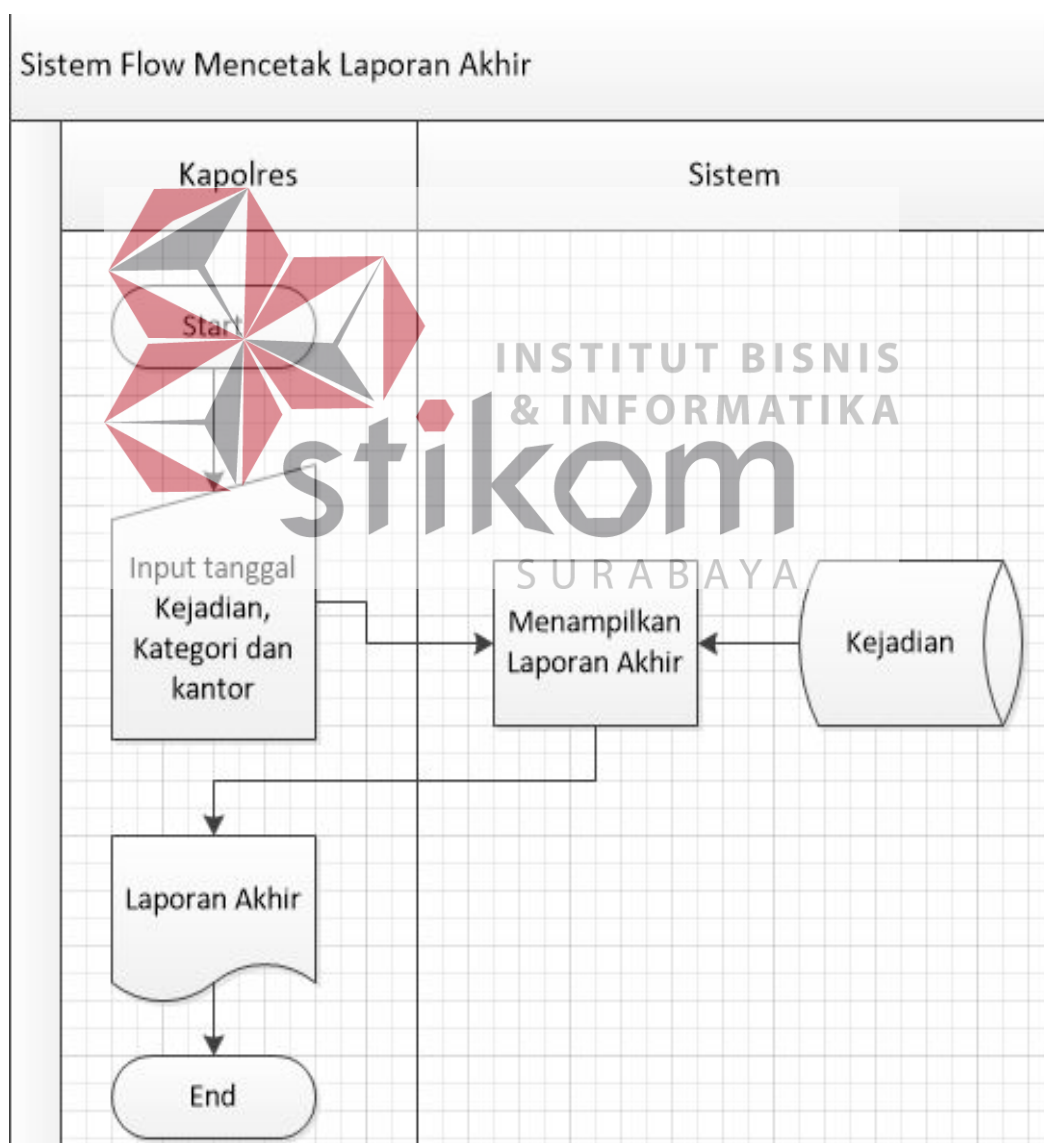 Sistem Flow Mencetak Laporan Akhir
Kapolres
Sistem
Start
INSTITUT BISNIS
& INFORMATIKA
stikom
SURABAYA
Input tanggal
Kejadian,
Kategori dan
kantor
Menampilkan
Laporan Akhir
Kejadian
Laporan Akhir
End